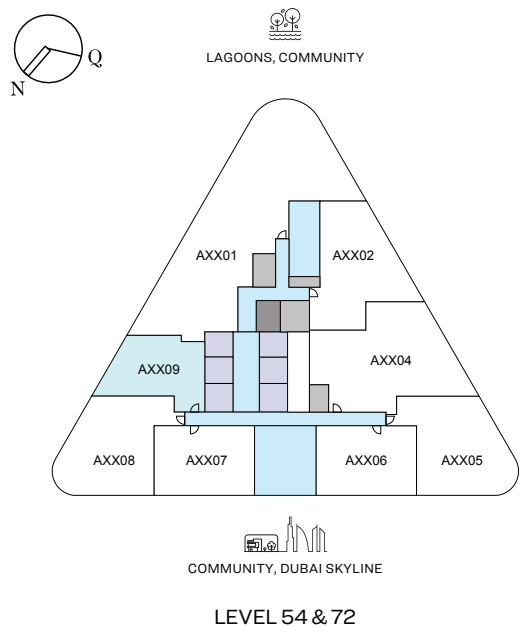 LAGOONS, COMMUNITY
Q
N
AXX01
AXX02
AXX04
AXX09
AXX08
AXX07
AXX06
AXX05
COMMUNITY, DUBAI SKYLINE
LEVEL 54 & 72